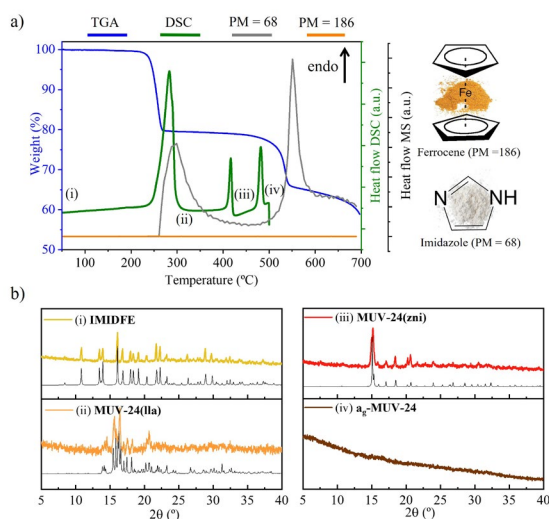 a)
TGA DSC PM = 68 PM = 186
endo
100
90
80
70
60
50
Weight (%)
(i)
(ii)
(iii)
(iv)
100 200 300 400 500 600 700
Temperature (ºC)
Heat flow DSC (a.u.)
Heat flow MS (a.u.)
Fe
Ferrocene (PM =186)
N
NH
Imidazole (PM = 68)
b)
(i) IMIDFE
(ii) MUV-24(lla)
5 10 15 20 25 30 35 40
2θ (º)
(iii) MUV-24(zni)
(iv) ag-MUV-24
5 10 15 20 25 30 35 40
2θ (º)